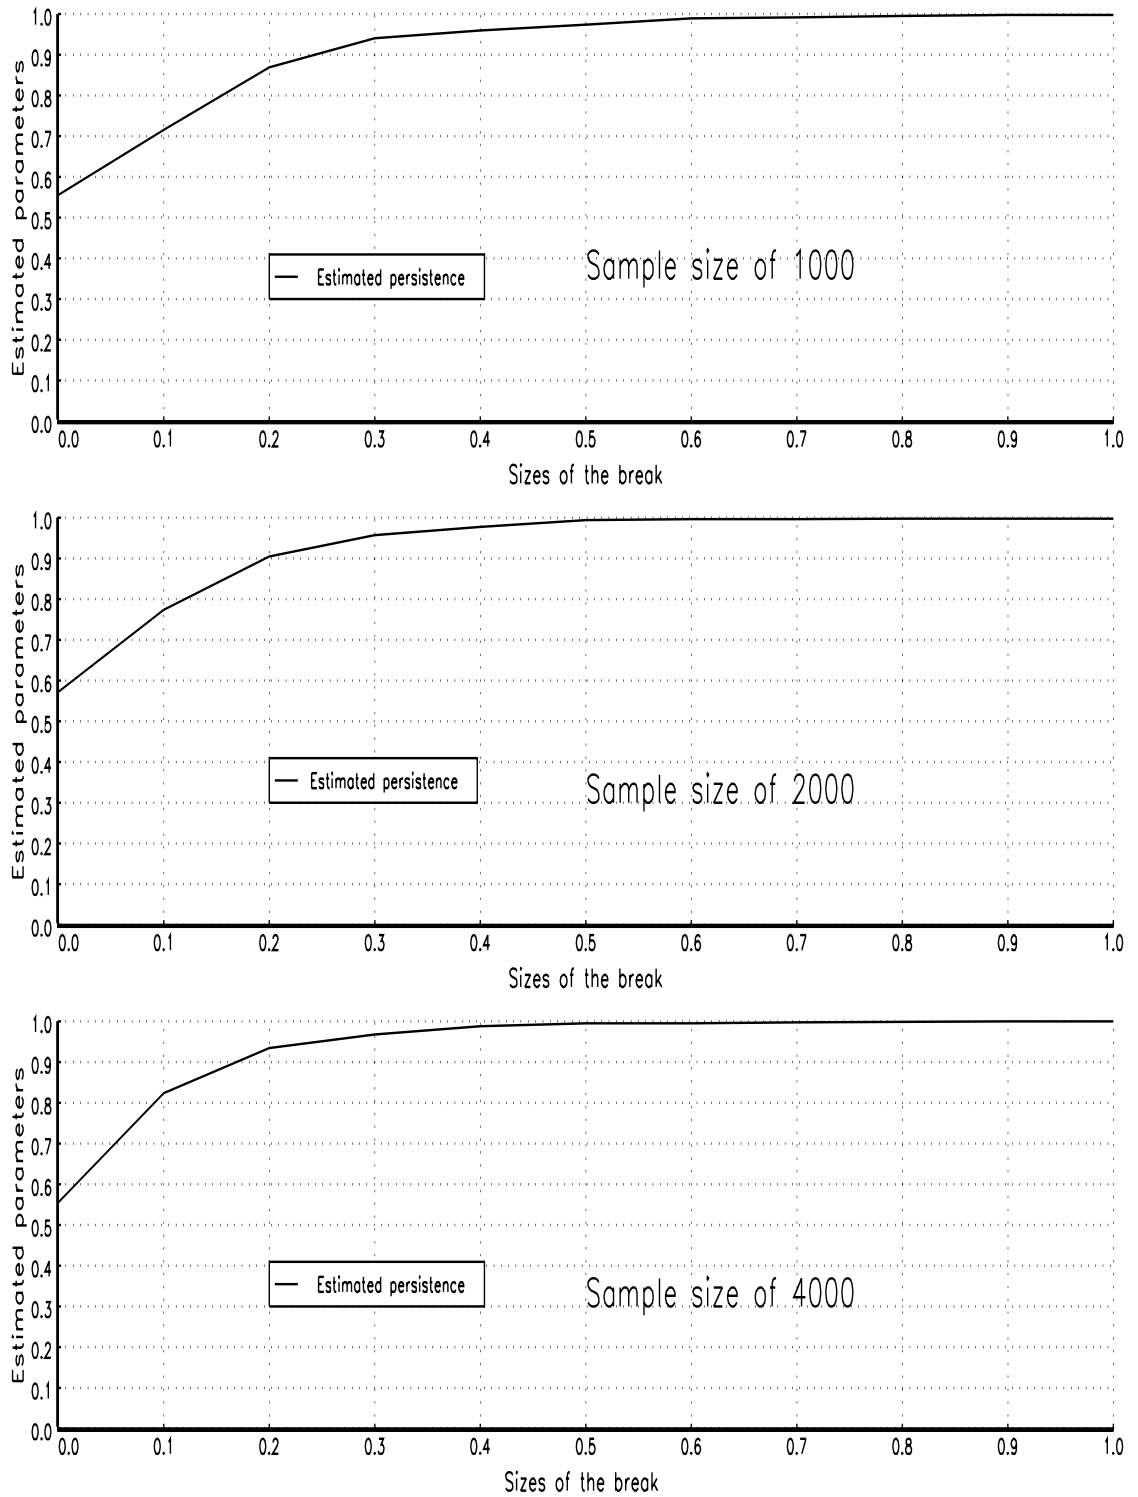 Estimated parameters
1.0
0.9
0.8
0.7
0.6
0.5
0.4
0.3
0.2
0.1
0.0
Estimated persistence
Sample size of 1000
0.0 0.1 0.2 0.3 0.4 0.5 0.6 0.7 0.8 0.9 1.0
Sizes of the break
Estimated parameters
1.0
0.9
0.8
0.7
0.6
0.5
0.4
0.3
0.2
0.1
0.0
Estimated persistence
Sample size of 2000
0.0 0.1 0.2 0.3 0.4 0.5 0.6 0.7 0.8 0.9 1.0
Sizes of the break
Estimated parameters
1.0
0.9
0.8
0.7
0.6
0.5
0.4
0.3
0.2
0.1
0.0
Estimated persistence
Sample size of 4000
0.0 0.1 0.2 0.3 0.4 0.5 0.6 0.7 0.8 0.9 1.0
Sizes of the break